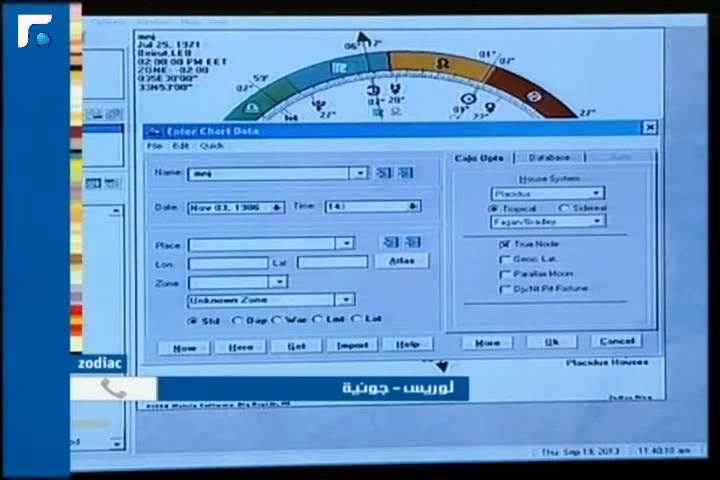 mnj
Jul 25, 1971
Beirut, LEB
02:00:00 PM EET
ZONE: -02:00
035E30'00"
33N53'00"
Enter Chart Data
File Edit Quick
Name: mnj
Date: Nov 03, 1986 Time: 14:
Place
Lon Lat Atlas
Zone
Unknown Zone
Std Day War Lmt Lat
Now Here Get Import Help
Calc Opts Database
House System
Placidus
Tropical Sidereal
Fagan/Bradley
True Node
Geoc. Lat.
Parallax Moon
Dy/Nt Prt Fortune
More Ok Cancel
Placidus Houses
zodiac
لوريس - جونية
Thu Sep 19, 2013 11:40:10 am